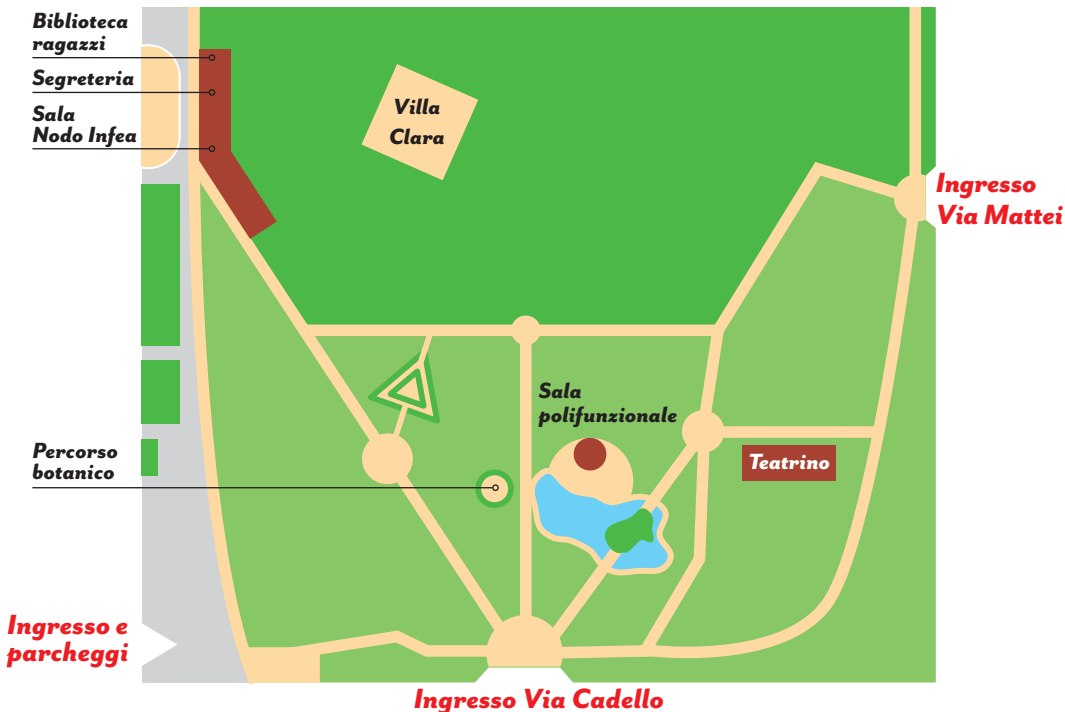 Biblioteca
ragazzi
Segreteria
Sala
Nodo Infea
Villa
Clara
Ingresso
Via Mattei
Sala
polifunzionale
Teatrino
Percorso
botanico
Ingresso e
parcheggi
Ingresso Via Cadello